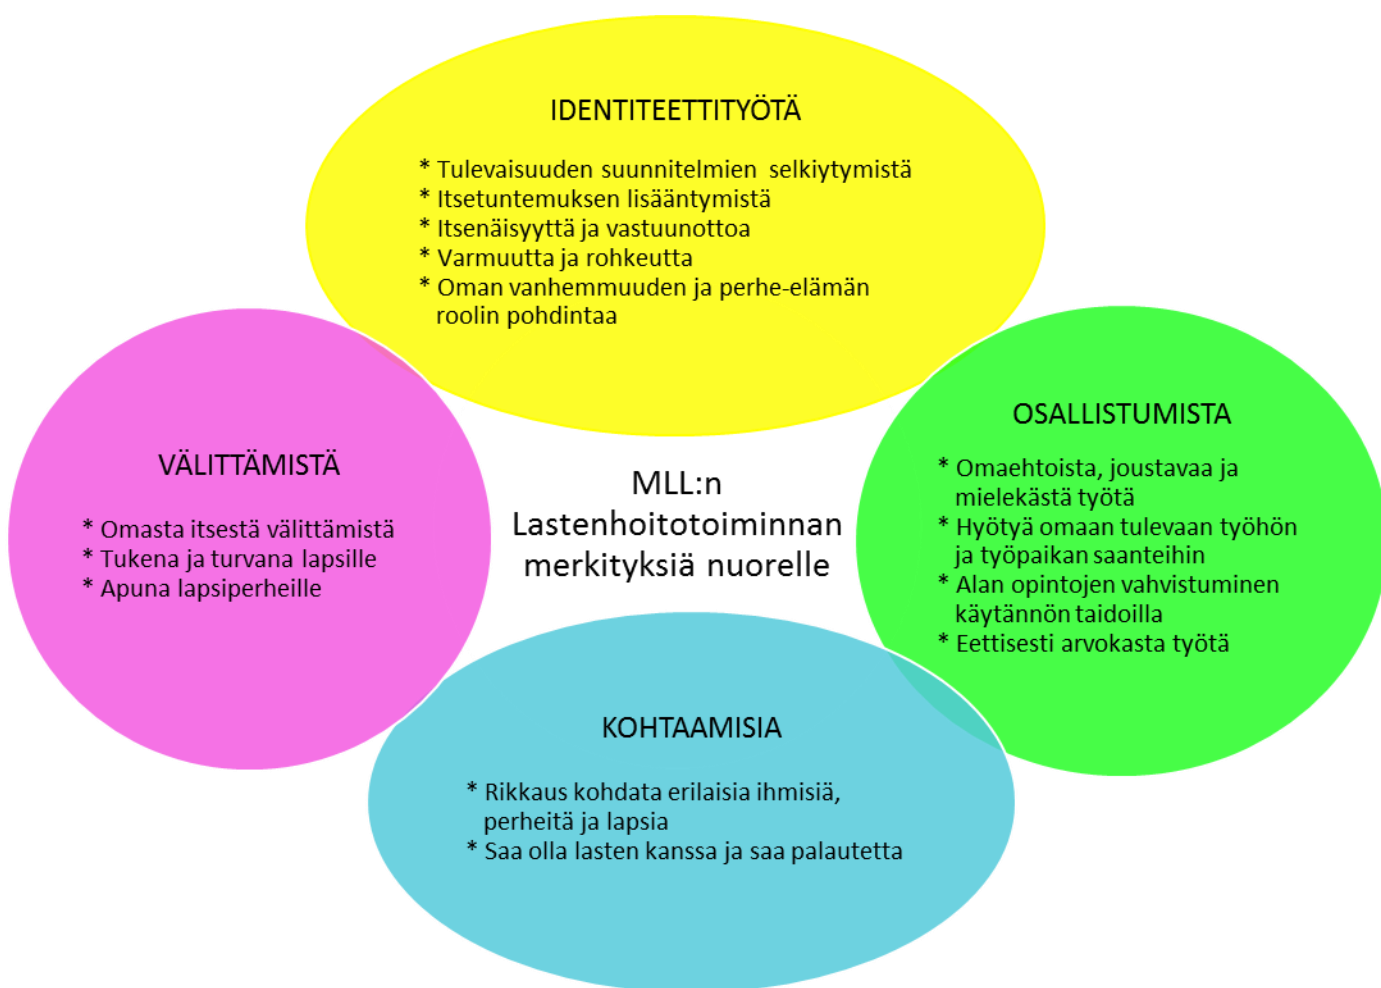 IDENTITEETTITYÖTÄ
* Tulevaisuuden suunnitelmien selkiytymistä
* Itsetuntemuksen lisääntymistä
* Itsenäisyyttä ja vastuunottoa
* Varmuutta ja rohkeutta
* Oman vanhemmuuden ja perhe-elämän
roolin pohdintaa
VÄLITTÄMISTÄ
* Omasta itsestä välittämistä
* Tukena ja turvana lapsille
* Apuna lapsiperheille
MLL:n
Lastenhoitotoiminnan
merkityksiä nuorelle
OSALLISTUMISTA
* Omaehtoista, joustavaa ja
mielekästä työtä
* Hyötyä omaan tulevaan työhön
ja työpaikan saanteihin
* Alan opintojen vahvistuminen
käytännön taidoilla
* Eettisesti arvokasta työtä
KOHTAAMISIA
* Rikkaus kohdata erilaisia ihmisiä,
perheitä ja lapsia
* Saa olla lasten kanssa ja saa palautetta